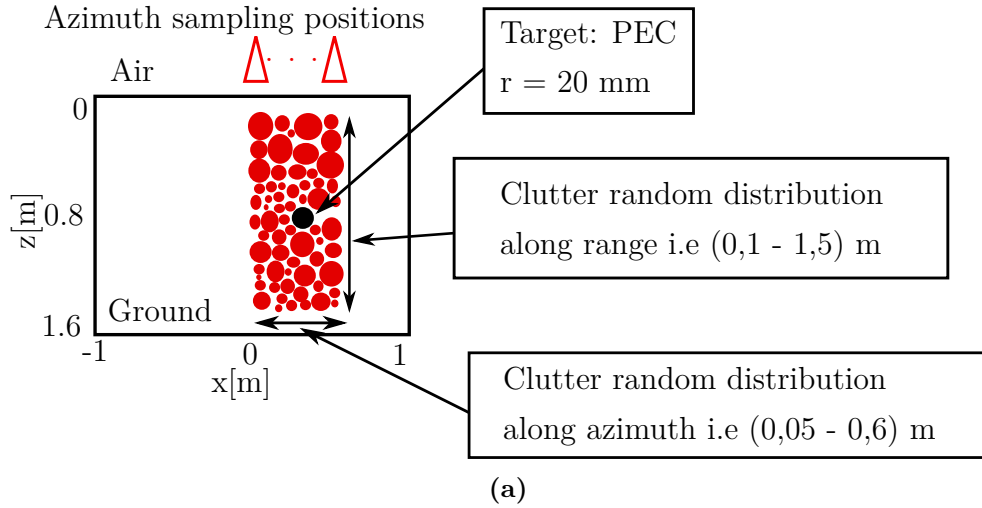 Azimuth sampling positions
Air
Target: PEC
r = 20 mm
0
z[m]
0.8
Clutter random distribution
along range i.e (0,1 - 1,5) m
Ground
1.6
-1
0
1
x[m]
Clutter random distribution
along azimuth i.e (0,05 - 0,6) m
(a)